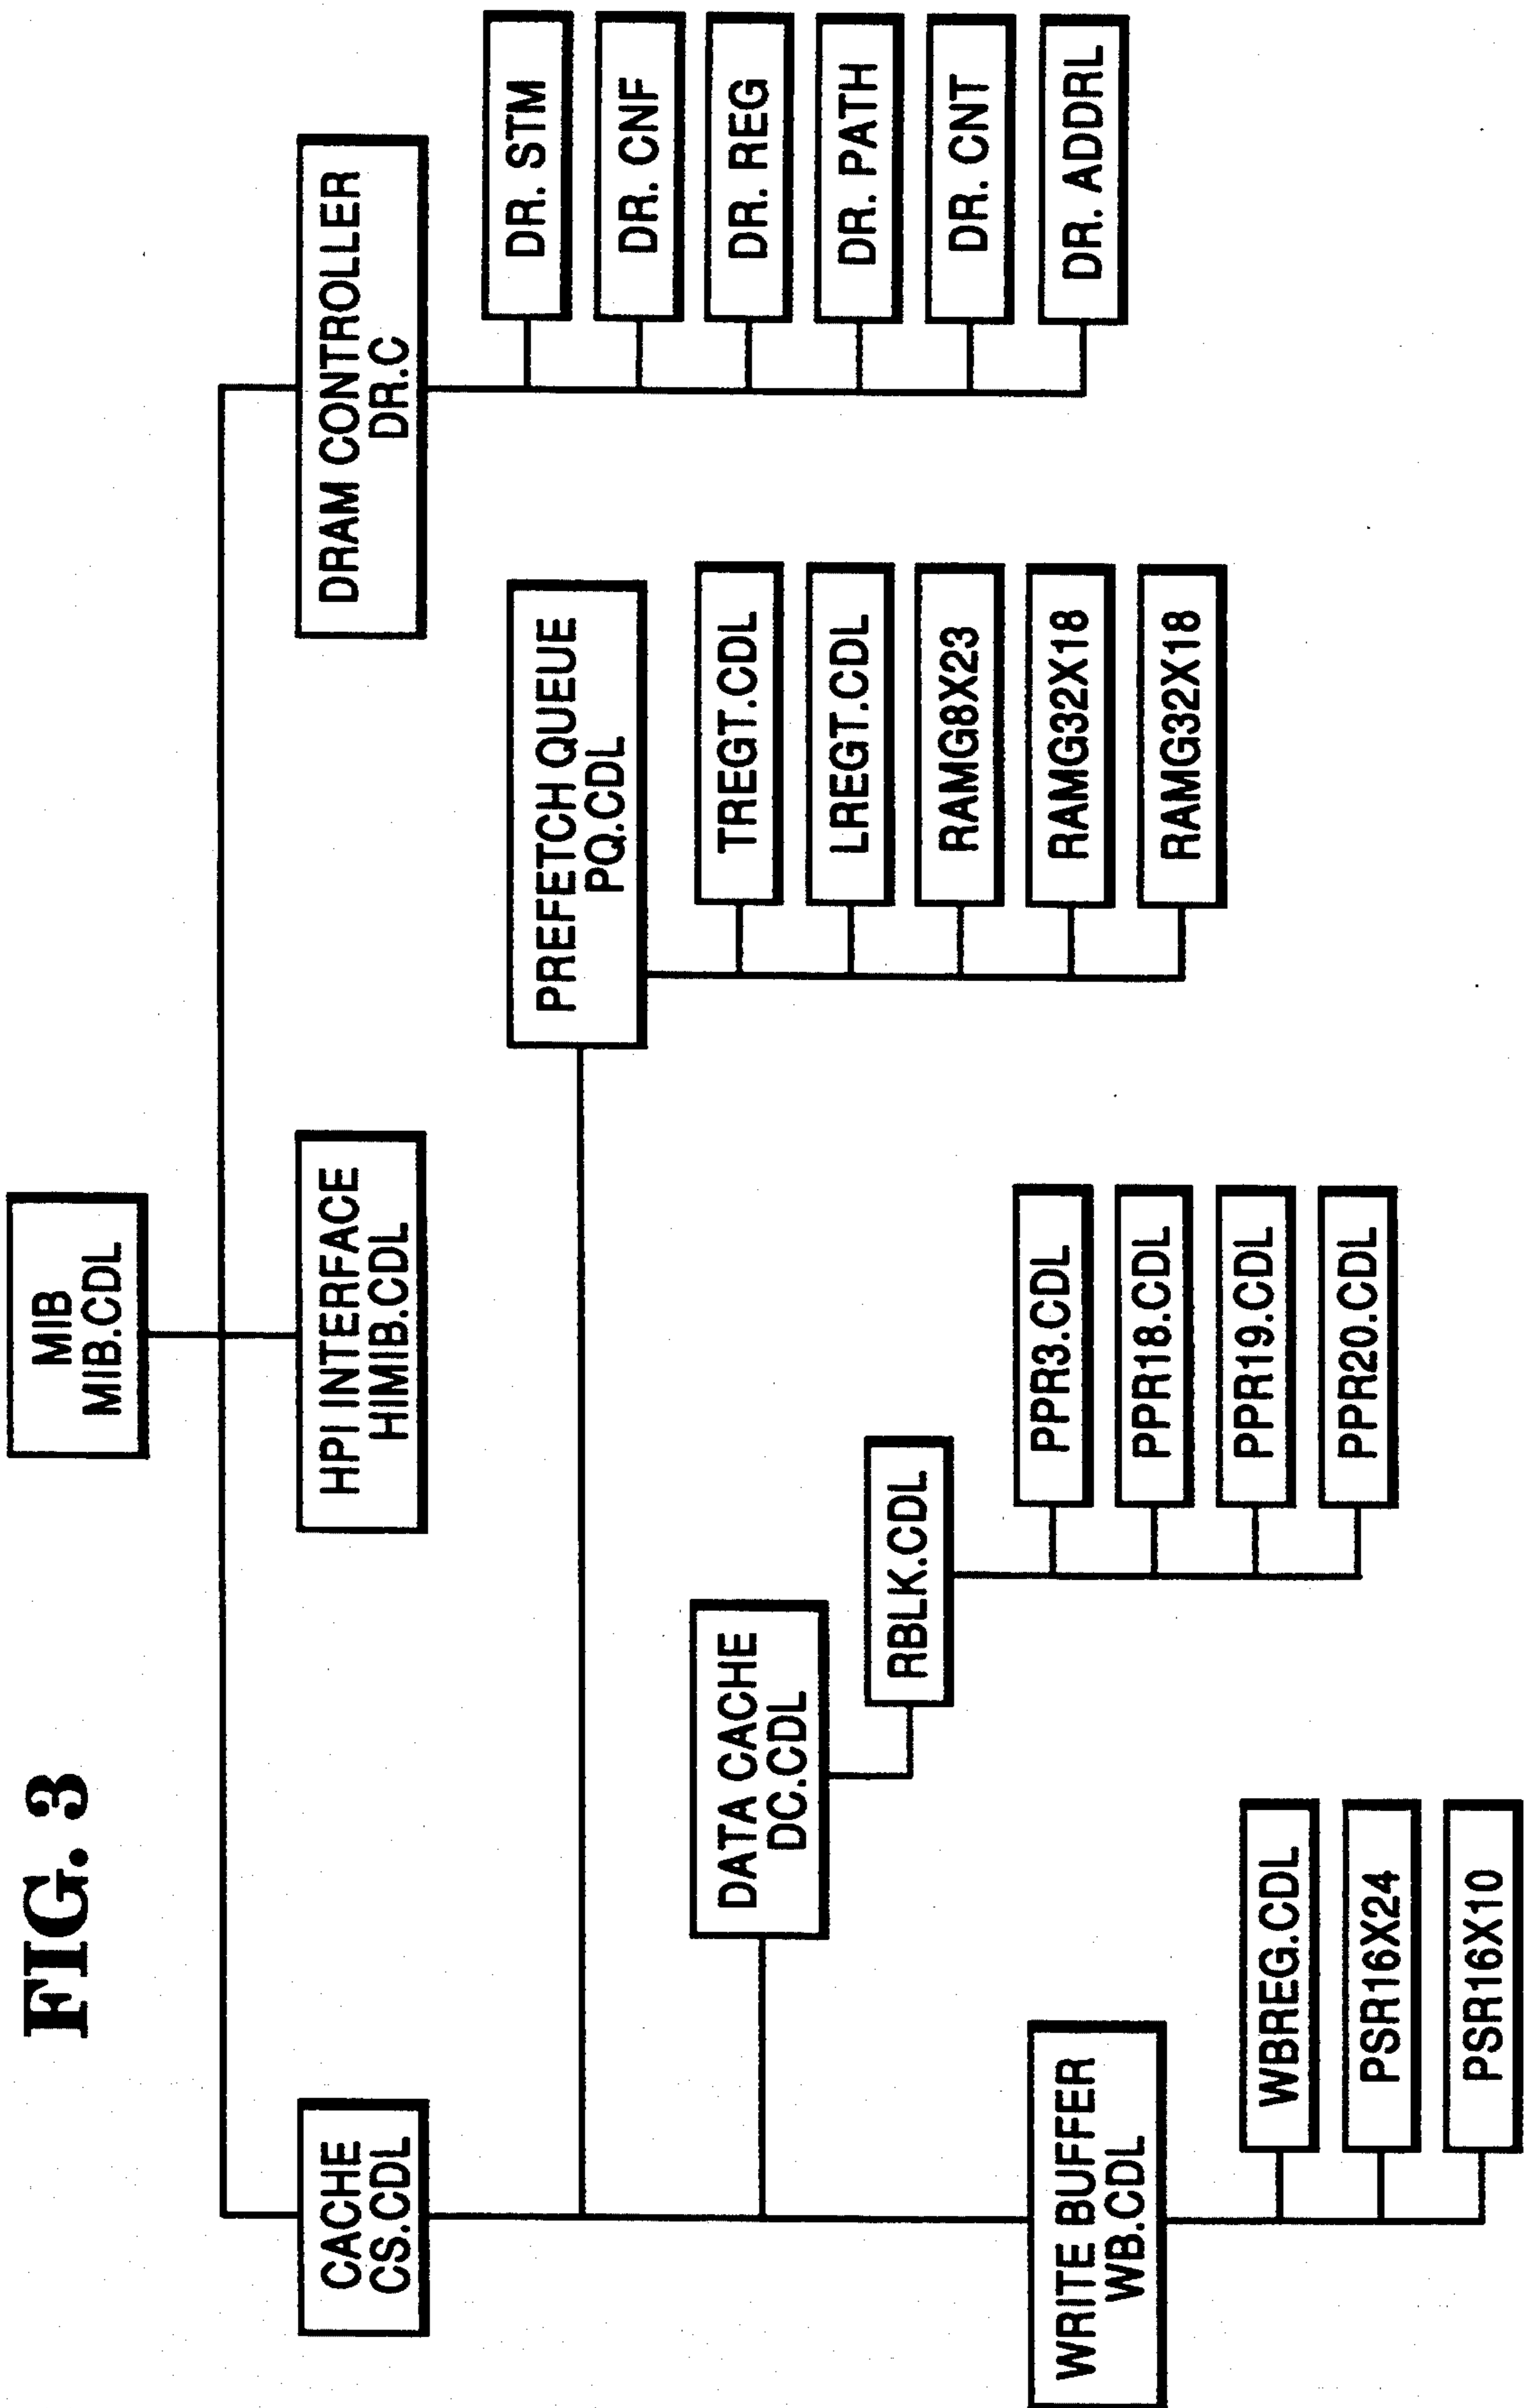 FIG. 3
MIB
MIB.CDL
CACHE
CS.CDL
HPI INTERFACE
HIMIB.CDL
DRAM CONTROLLER
DR.C
DR. STM
DR. CNF
DR. REG
DR. PATH
DR. CNT
DR. ADDRL
PREFETCH QUEUE
PQ.CDL
TREGT.CDL
LREGT.CDL
RAMG8X23
RAMG32X18
RAMG32X18
DATA CACHE
DC.CDL
RBLK.CDL
PPR3.CDL
PPR18.CDL
PPR19.CDL
PPR20.CDL
WRITE BUFFER
WB.CDL
WBREG.CDL
PSR16X24
PSR16X10